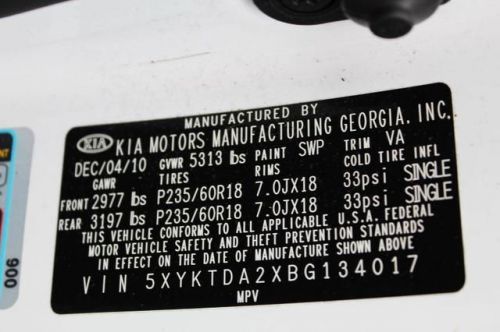 MANUFACTURED BY
KIA KIA MOTORS MANUFACTURING GEORGIA, INC.
DEC/04/10 GVWR 5313 lbs PAINT SWP TRIM VA
GAWR TIRES RIMS COLD TIRE INFL
FRONT 2977 lbs P235/60R18 7.0JX18 33psi SINGLE
REAR 3197 lbs P235/60R18 7.0JX18 33psi SINGLE
THIS VEHICLE CONFORMS TO ALL APPLICABLE U.S.A. FEDERAL
MOTOR VEHICLE SAFETY AND THEFT PREVENTION STANDARDS
IN EFFECT ON THE DATE OF MANUFACTURE SHOWN ABOVE
VIN 5XYKTDA2XBG134017
MPV
006